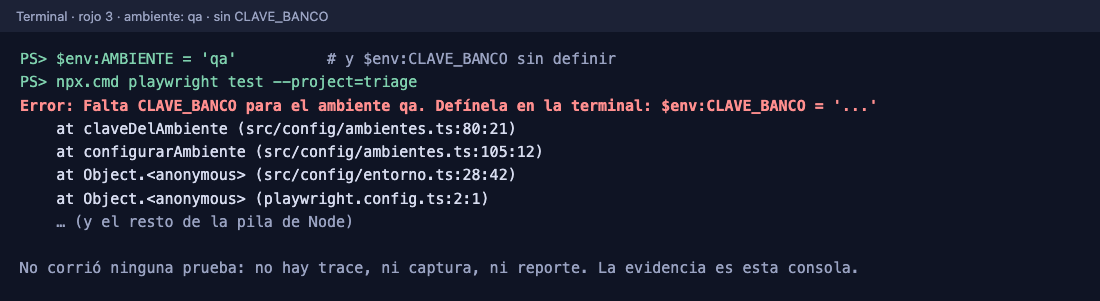 Terminal · rojo 3 · ambiente: qa · sin CLAVE_BANCO
PS> $env:AMBIENTE = 'qa'          # y $env:CLAVE_BANCO sin definir
PS> npx.cmd playwright test --project=triage
Error: Falta CLAVE_BANCO para el ambiente qa. Defínela en la terminal: $env:CLAVE_BANCO = '...'
    at claveDelAmbiente (src/config/ambientes.ts:80:21)
    at configurarAmbiente (src/config/ambientes.ts:105:12)
    at Object.<anonymous> (src/config/entorno.ts:28:42)
    at Object.<anonymous> (playwright.config.ts:2:1)
    … (y el resto de la pila de Node)
No corrió ninguna prueba: no hay trace, ni captura, ni reporte. La evidencia es esta consola.